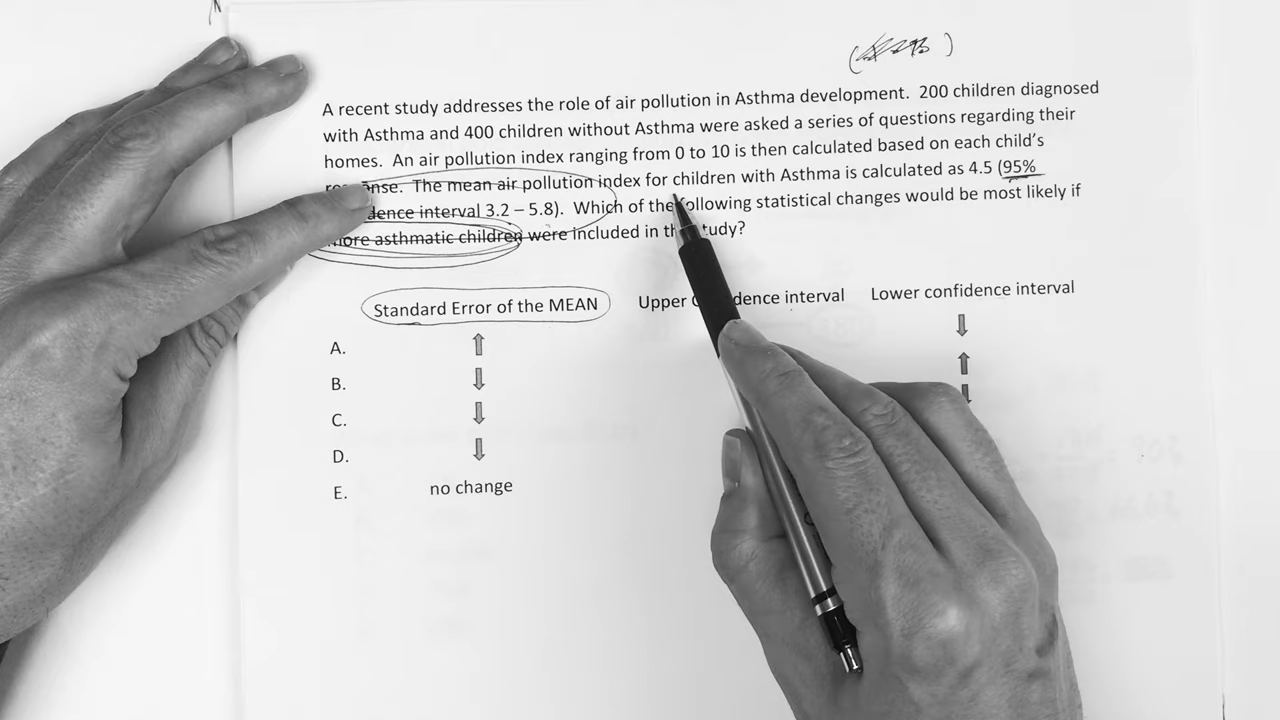 A recent study addresses the role of air pollution in Asthma development. 200 children diagnosed
with Asthma and 400 children without Asthma were asked a series of questions regarding their
homes. An air pollution index ranging from 0 to 10 is then calculated based on each child's
The mean air pollution index for children with Asthma is calculated as 4.5 (95%
interval 3.2 – 5.8). Which of the following statistical changes would be most likely if
more asthmatic children were included in the study?
Standard Error of the MEAN Upper confidence interval Lower confidence interval
A. ↑ ↓
B. ↓ ↑
C. ↓ ↓
D. ↓
E. no change